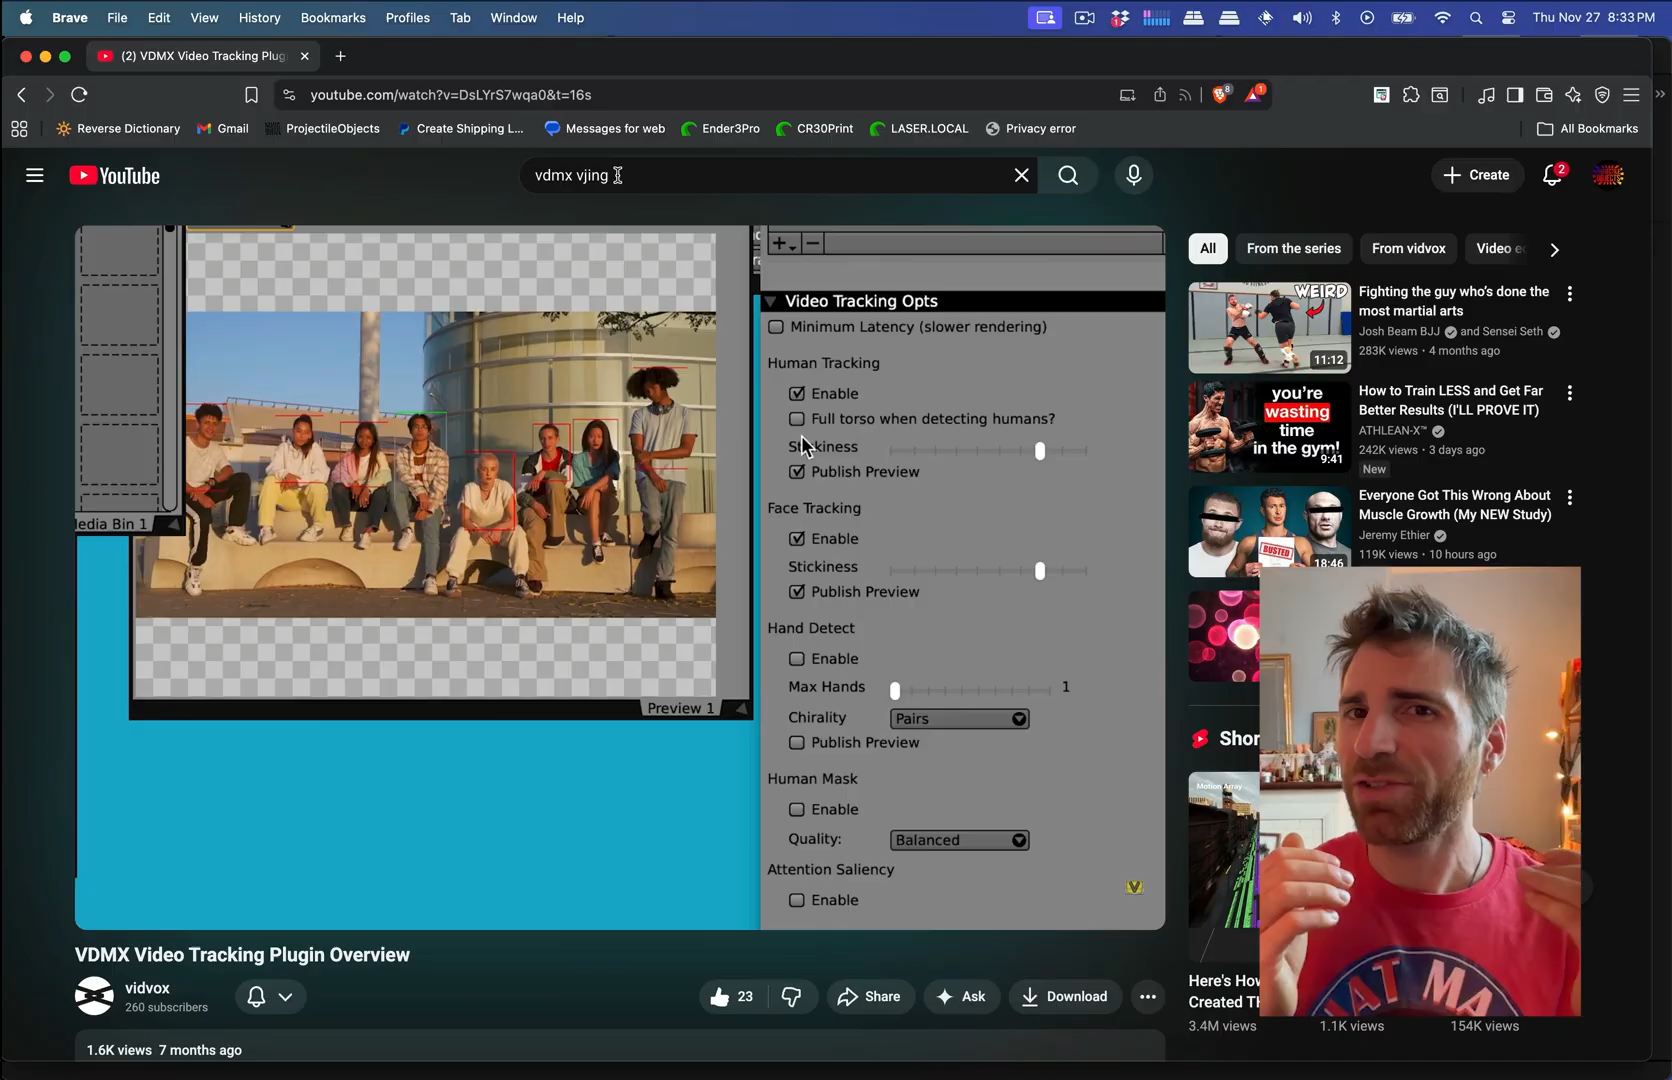 Brave File Edit View History Bookmarks Profiles Tab Window Help
Thu Nov 27 8:33 PM
(2) VDMX Video Tracking Plug
youtube.com/watch?v=DsLYrS7wqa0&t=16s
Reverse Dictionary Gmail ProjectileObjects Create Shipping L... Messages for web Ender3Pro CR30Print LASER.LOCAL Privacy error All Bookmarks
YouTube
vdmx vjing
Create
2
Video Tracking Opts
Minimum Latency (slower rendering)
Human Tracking
Enable
Full torso when detecting humans?
Stickiness
Publish Preview
Face Tracking
Enable
Stickiness
Publish Preview
Hand Detect
Enable
Max Hands 1
Chirality Pairs
Publish Preview
Human Mask
Enable
Quality: Balanced
Attention Saliency
Enable
edia Bin 1
Preview 1
VDMX Video Tracking Plugin Overview
vidvox
260 subscribers
23 Share Ask Download
1.6K views 7 months ago
All From the series From vidvox Video e
WEIRD
11:12
Fighting the guy who's done the
most martial arts
Josh Beam BJJ and Sensei Seth
283K views • 4 months ago
you're
wasting
time
in the gym!
9:41
How to Train LESS and Get Far
Better Results (I'LL PROVE IT)
ATHLEAN-X™
242K views • 3 days ago
New
BUSTED
18:46
Everyone Got This Wrong About
Muscle Growth (My NEW Study)
Jeremy Ethier
119K views • 10 hours ago
Shor
Motion Array
Here's How
Created Th
3.4M views
1.1K views
154K views